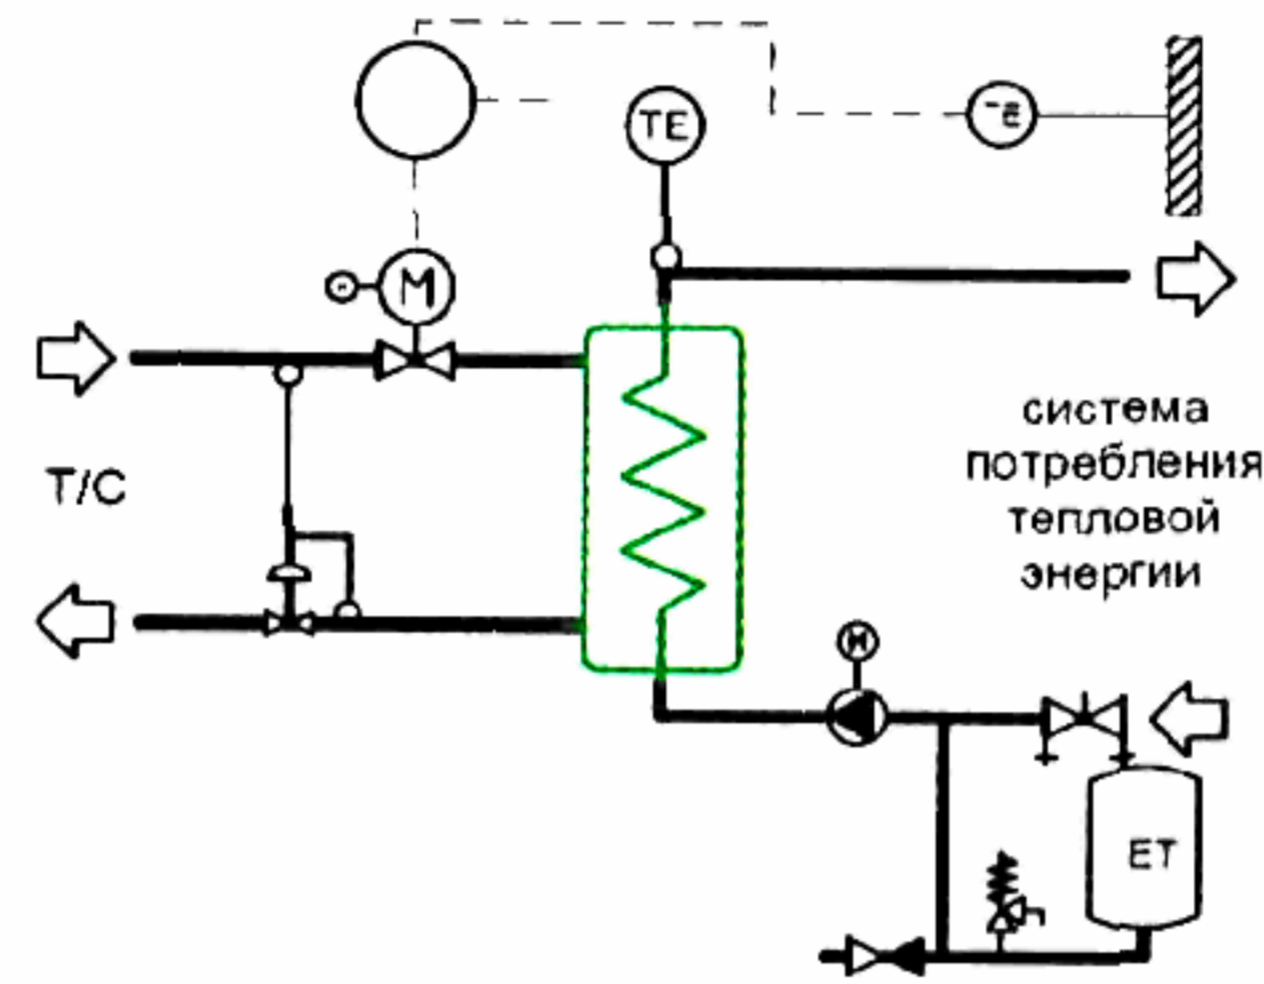 TE
M
T/C
система
потребления
тепловой
энергии
M
ET